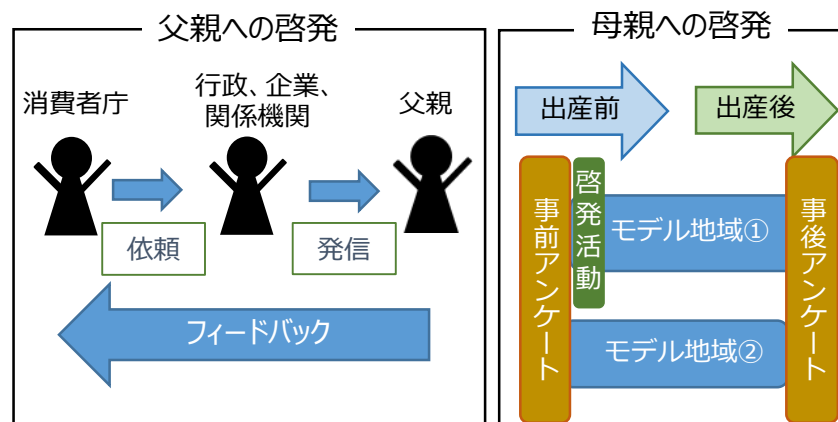 父親への啓発
消費者庁
行政、企業、
関係機関
父親
依頼
発信
フィードバック
母親への啓発
出産前
出産後
事前アンケート
啓発活動
モデル地域①
モデル地域②
事後アンケート